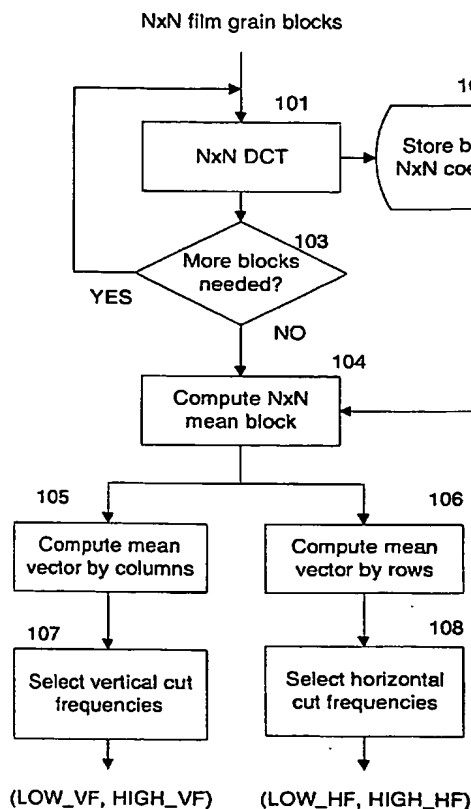 NxN film grain blocks
101
NxN DCT
Store
NxN
103
More blocks
needed?
YES
NO
104
Compute NxN
mean block
105
106
Compute mean
vector by columns
Compute mean
vector by rows
107
108
Select vertical cut
frequencies
Select horizontal
cut frequencies
(LOW_VF, HIGH_VF)
(LOW_HF, HIGH_HF)